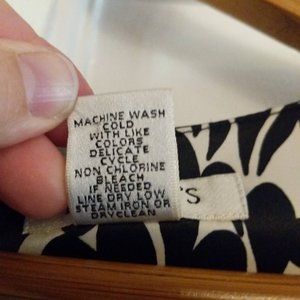 MACHINE WASH
COLD
WITH LIKE
COLORS
DELICATE
CYCLE
NON CHLORINE
BLEACH
IF NEEDED
LINE DRY LOW
STEAM IRON OR
DRYCLEAN
'S